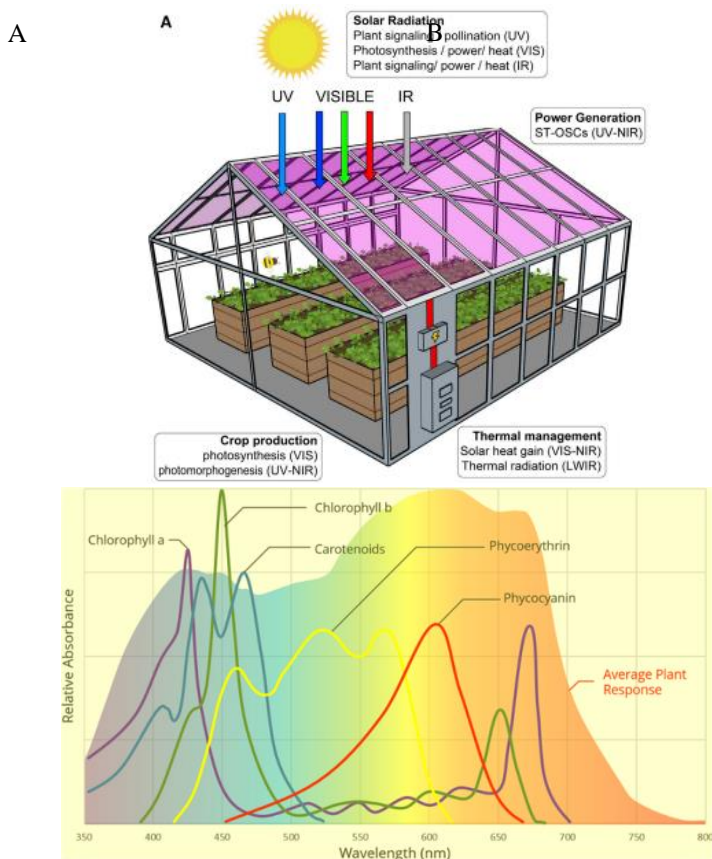 A
A
B
Solar Radiation
Plant signaling pollination (UV)
Photosynthesis / power/ heat (VIS)
Plant signaling/ power / heat (IR)
UV VISIBLE IR
Power Generation
ST-OSCs (UV-NIR)
Crop production
photosynthesis (VIS)
photomorphogenesis (UV-NIR)
Thermal management
Solar heat gain (VIS-NIR)
Thermal radiation (LWIR)
Chlorophyll b
Chlorophyll a
Carotenoids
Phycoerythrin
Phycocyanin
Average Plant
Response
Relative Absorbance
350 400 450 500 550 600 650 700 750 800
Wavelength (nm)